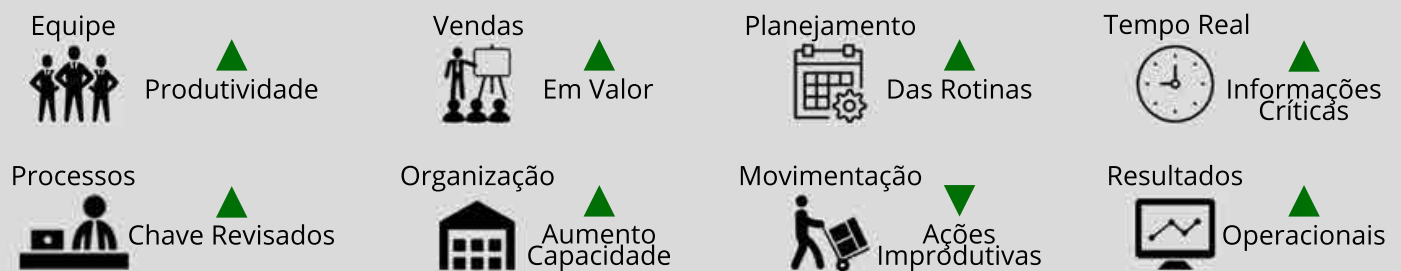 Equipe
Produtividade
Vendas
Em Valor
Planejamento
Das Rotinas
Tempo Real
Informações
Críticas
Processos
Chave Revisados
Organização
Aumento
Capacidade
Movimentação
Ações
Improdutivas
Resultados
Operacionais